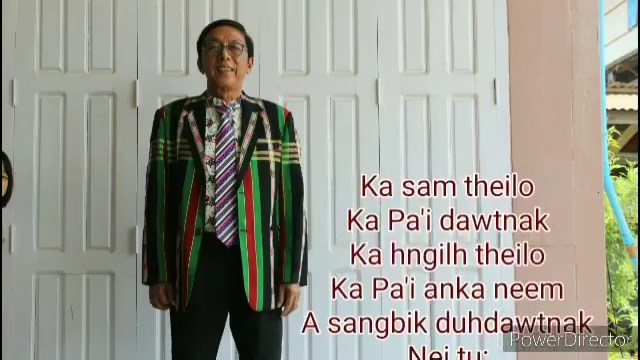 Ka sam theilo
Ka Pa'i dawtnak
Ka hngilh theilo
Ka Pa'i anka neem
A sangbik duhdawtnak
Nei tu;
PowerDirector